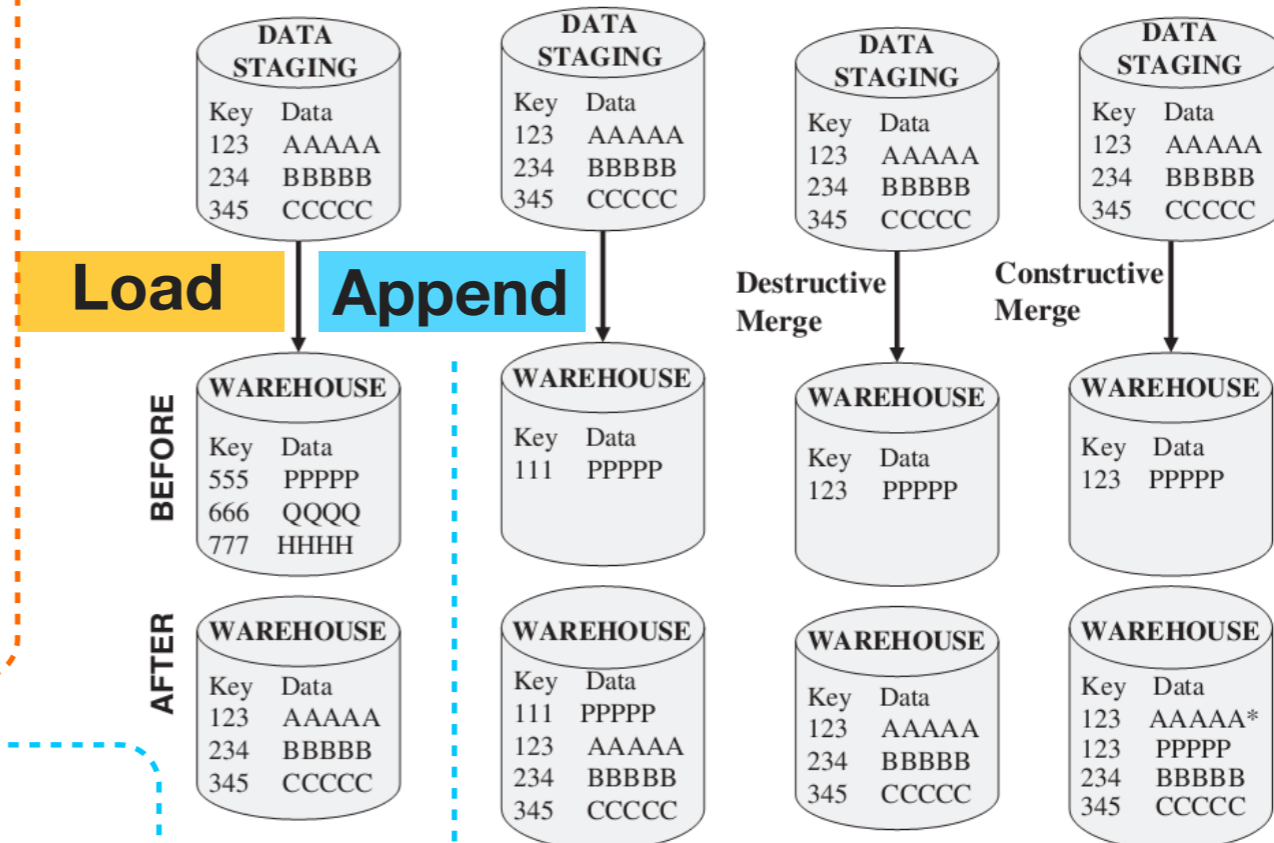 DATA
STAGING
Key Data
123 AAAAA
234 BBBBB
345 CCCCC
DATA
STAGING
Key Data
123 AAAAA
234 BBBBB
345 CCCCC
DATA
STAGING
Key Data
123 AAAAA
234 BBBBB
345 CCCCC
DATA
STAGING
Key Data
123 AAAAA
234 BBBBB
345 CCCCC
Load
Append
Destructive
Merge
Constructive
Merge
BEFORE
WAREHOUSE
Key Data
555 PPPPP
666 QQQQ
777 HHHH
WAREHOUSE
Key Data
111 PPPPP
WAREHOUSE
Key Data
123 PPPPP
WAREHOUSE
Key Data
123 PPPPP
AFTER
WAREHOUSE
Key Data
123 AAAAA
234 BBBBB
345 CCCCC
WAREHOUSE
Key Data
111 PPPPP
123 AAAAA
234 BBBBB
345 CCCCC
WAREHOUSE
Key Data
123 AAAAA
234 BBBBB
345 CCCCC
WAREHOUSE
Key Data
123 AAAAA*
123 PPPPP
234 BBBBB
345 CCCCC